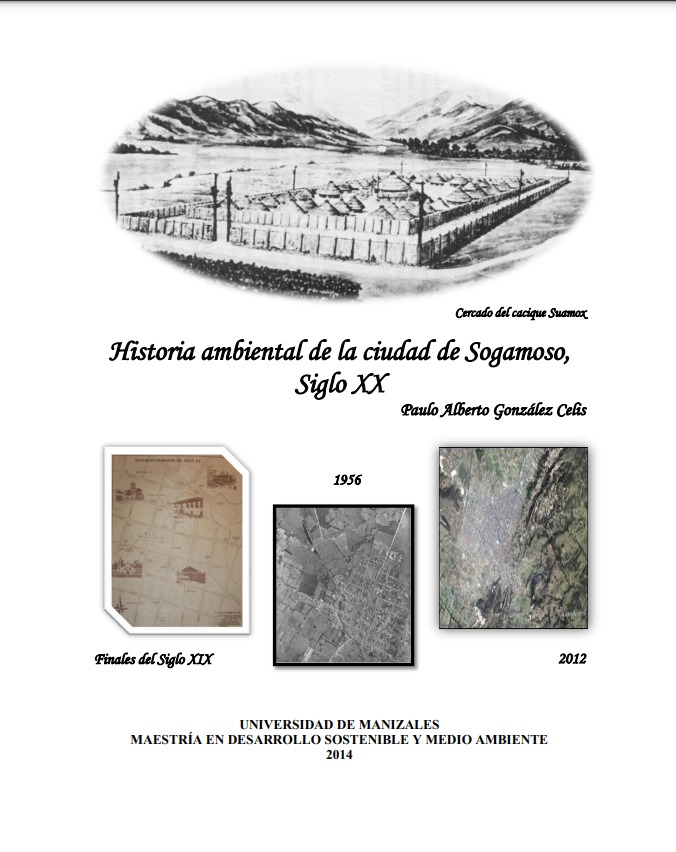 Cercado del cacique Suamox
Historia ambiental de la ciudad de Sogamoso,
Siglo XX
Paulo Alberto González Celis
1956
Finales del Siglo XIX
2012
UNIVERSIDAD DE MANIZALES
MAESTRÍA EN DESARROLLO SOSTENIBLE Y MEDIO AMBIENTE
2014